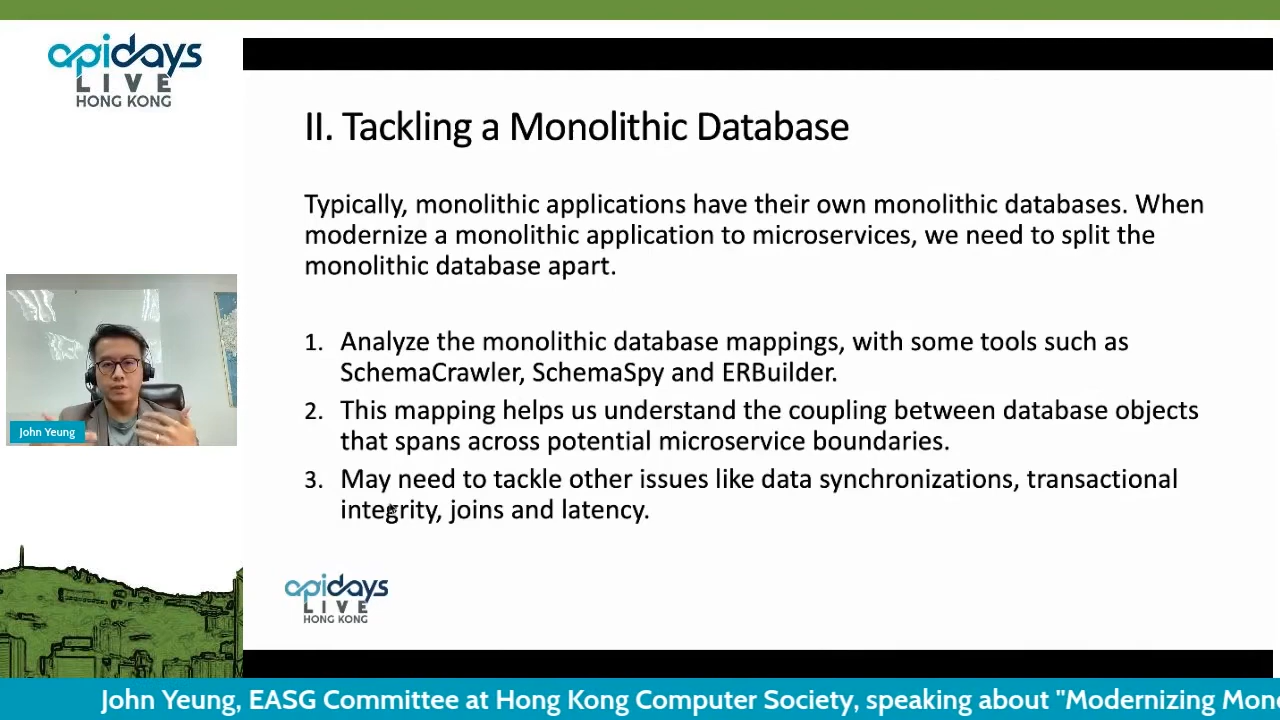 apidays
LIVE
HONG KONG
II. Tackling a Monolithic Database
Typically, monolithic applications have their own monolithic databases. When
modernize a monolithic application to microservices, we need to split the
monolithic database apart.
1. Analyze the monolithic database mappings, with some tools such as
SchemaCrawler, SchemaSpy and ERBuilder.
2. This mapping helps us understand the coupling between database objects
that spans across potential microservice boundaries.
3. May need to tackle other issues like data synchronizations, transactional
integrity, joins and latency.
John Yeung
apidays
LIVE
HONG KONG
John Yeung, EASG Committee at Hong Kong Computer Society, speaking about "Modernizing Mono